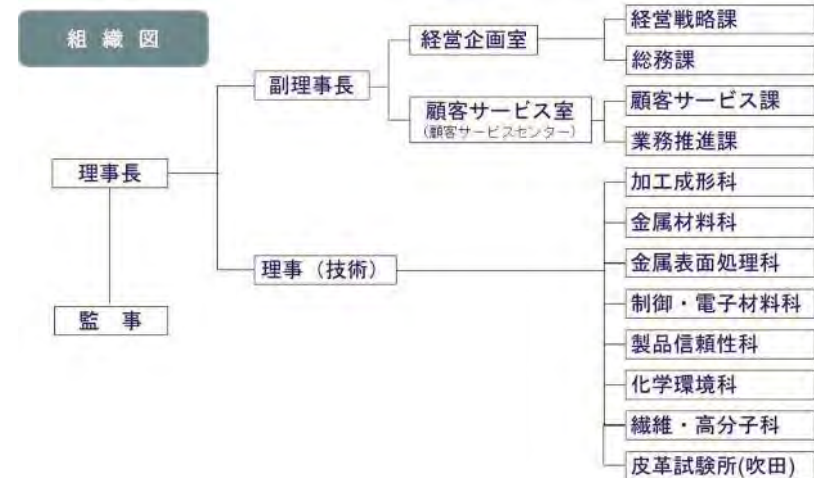 組 織 図
理事長
監 事
副理事長
経営企画室
経営戦略課
総務課
顧客サービス室
(顧客サービスセンター)
顧客サービス課
業務推進課
理事（技術）
加工成形科
金属材料科
金属表面処理科
制御・電子材料科
製品信頼性科
化学環境科
繊維・高分子科
皮革試験所(吹田)